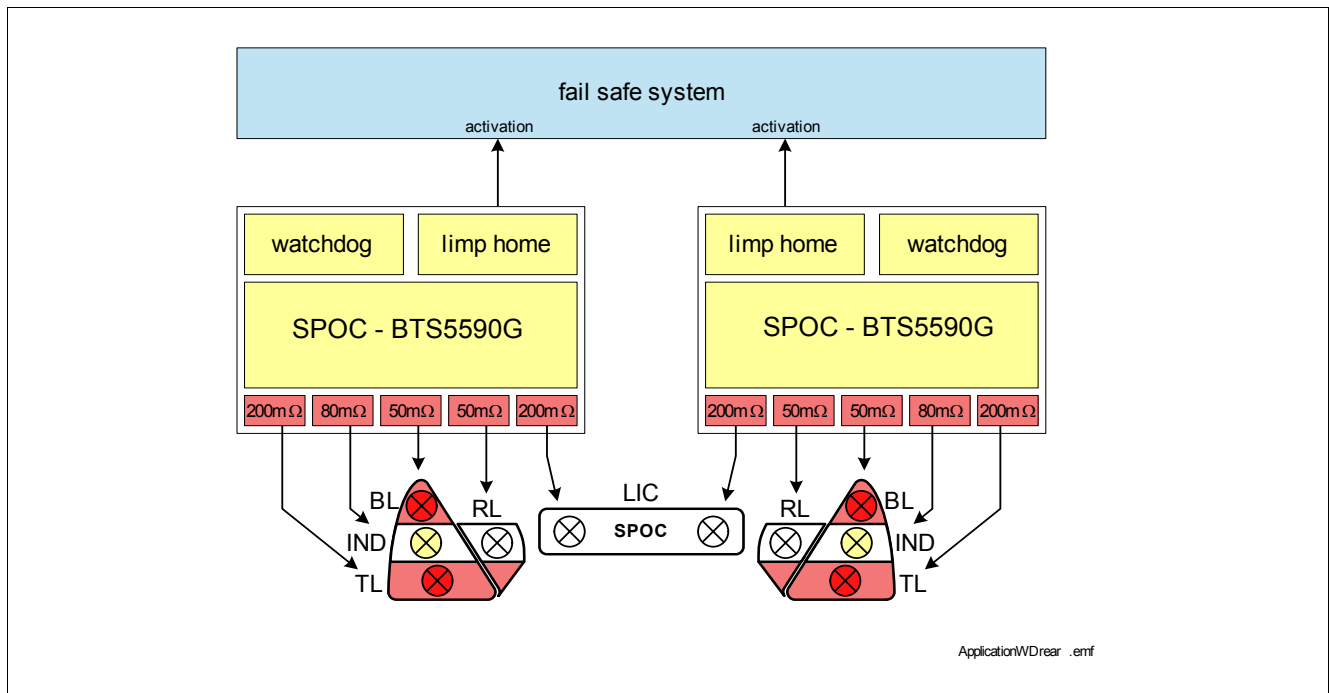 fail safe system
activation activation
watchdog limp home limp home watchdog
SPOC - BTS5590G SPOC - BTS5590G
200mΩ 80mΩ 50mΩ 50mΩ 200mΩ 200mΩ 50mΩ 50mΩ 80mΩ 200mΩ
LIC
BL RL RL BL
SPOC
IND IND
TL TL
ApplicationWDrear .emf